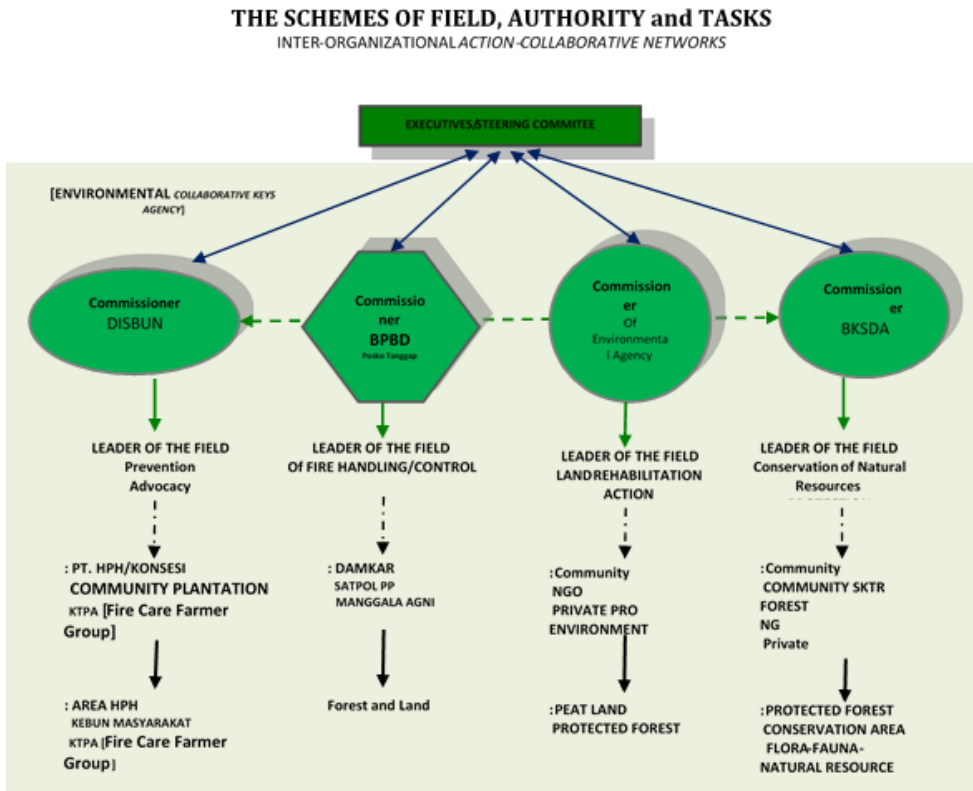 THE SCHEMES OF FIELD, AUTHORITY and TASKS
INTER-ORGANIZATIONAL ACTION-COLLABORATIVE NETWORKS
EXECUTIVES/STEERING COMMITEE
[ENVIRONMENTAL COLLABORATIVE KEYS
AGENCY]
Commissioner
DISBUN
Commissio
ner
BPBD
Posko Tanggap
Commission
er
Of
Environmenta
l Agency
Commission
er
BKSDA
LEADER OF THE FIELD
Prevention
Advocacy
LEADER OF THE FIELD
Of FIRE HANDLING/CONTROL
LEADER OF THE FIELD
LANDREHABILITATION
ACTION
LEADER OF THE FIELD
Conservation of Natural
Resources
: PT. HPH/KONSESI
COMMUNITY PLANTATION
KTPA [Fire Care Farmer
Group]
: DAMKAR
SATPOL PP
MANGGALA AGNI
:Community
NGO
PRIVATE PRO
ENVIRONMENT
:Community
COMMUNITY SKTR
FOREST
NG
Private
: AREA HPH
KEBUN MASYARAKAT
KTPA [Fire Care Farmer
Group]
Forest and Land
:PEAT LAND
PROTECTED FOREST
:PROTECTED FOREST
CONSERVATION AREA
FLORA-FAUNA-
NATURAL RESOURCE